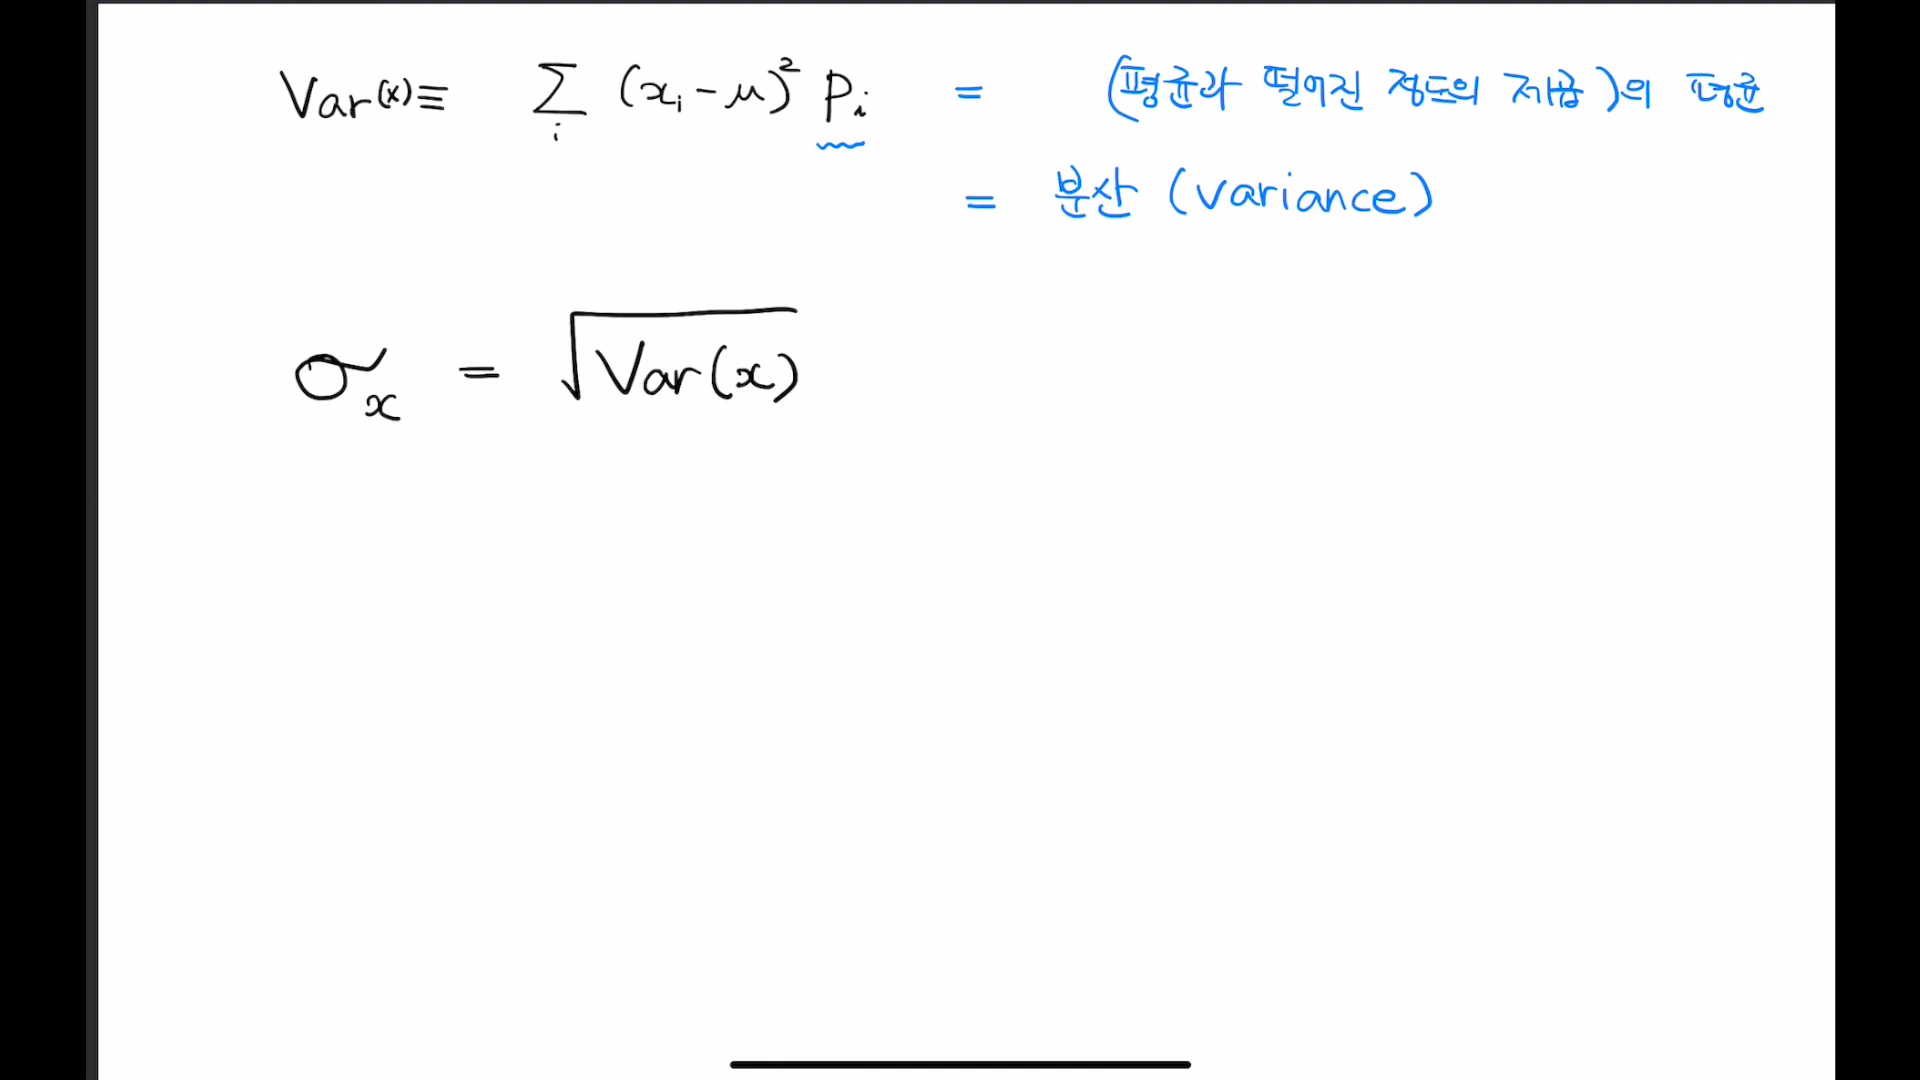 Var(x) ≡ ∑ᵢ (xᵢ - μ)² Pᵢ = (평균과 떨어진 정도의 제곱)의 평균
= 분산 (variance)
σₓ = √Var(x)